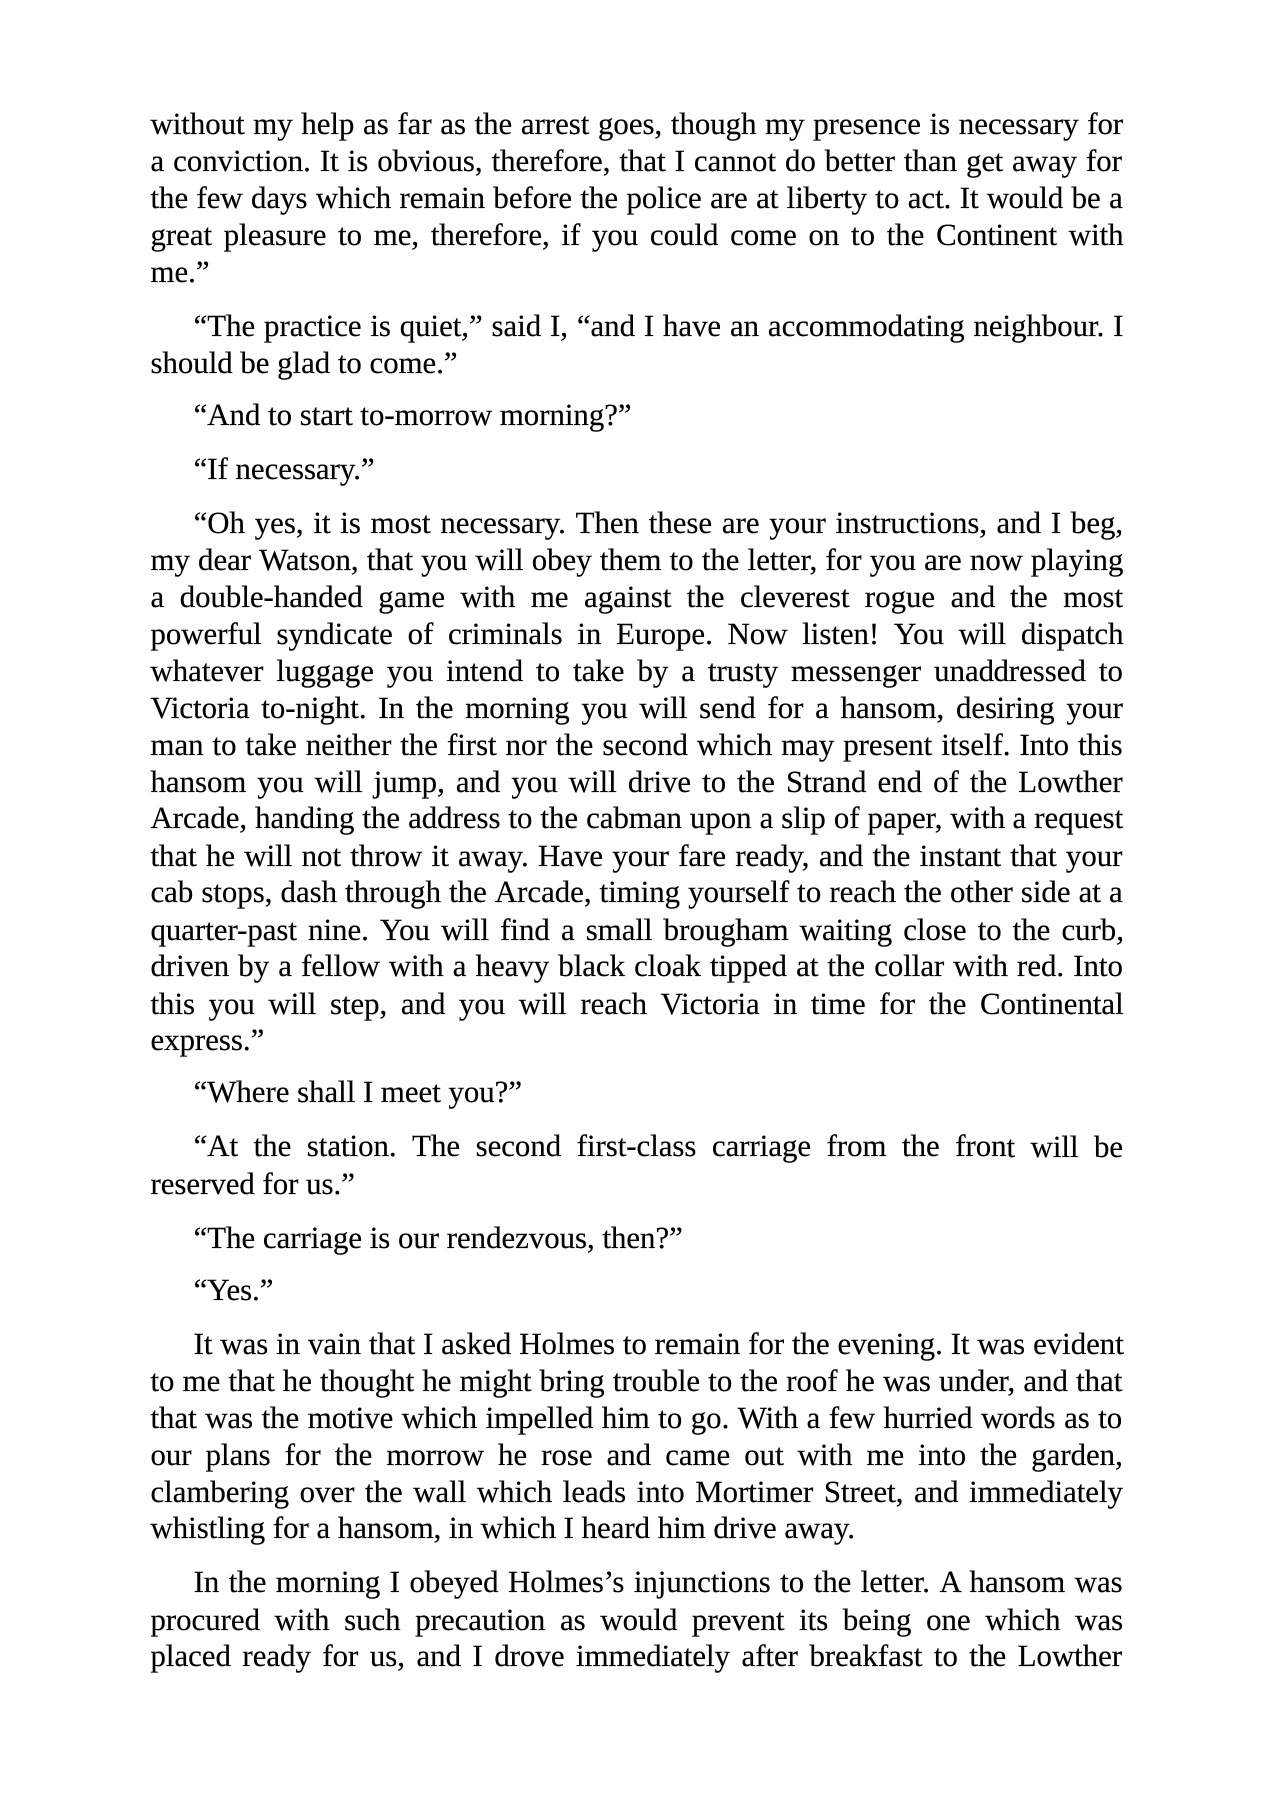 without my help as far as the arrest goes, though my presence is necessary for
a conviction. It is obvious, therefore, that I cannot do better than get away for
the few days which remain before the police are at liberty to act. It would be a
great pleasure to me, therefore, if you could come on to the Continent with
me.”
“The practice is quiet,” said I, “and I have an accommodating neighbour. I
should be glad to come.”
“And to start to-morrow morning?”
“If necessary.”
“Oh yes, it is most necessary. Then these are your instructions, and I beg,
my dear Watson, that you will obey them to the letter, for you are now playing
a double-handed game with me against the cleverest rogue and the most
powerful syndicate of criminals in Europe. Now listen! You will dispatch
whatever luggage you intend to take by a trusty messenger unaddressed to
Victoria to-night. In the morning you will send for a hansom, desiring your
man to take neither the first nor the second which may present itself. Into this
hansom you will jump, and you will drive to the Strand end of the Lowther
Arcade, handing the address to the cabman upon a slip of paper, with a request
that he will not throw it away. Have your fare ready, and the instant that your
cab stops, dash through the Arcade, timing yourself to reach the other side at a
quarter-past nine. You will find a small brougham waiting close to the curb,
driven by a fellow with a heavy black cloak tipped at the collar with red. Into
this you will step, and you will reach Victoria in time for the Continental
express.”
“Where shall I meet you?”
“At the station. The second first-class carriage from the front will be
reserved for us.”
“The carriage is our rendezvous, then?”
“Yes.”
It was in vain that I asked Holmes to remain for the evening. It was evident
to me that he thought he might bring trouble to the roof he was under, and that
that was the motive which impelled him to go. With a few hurried words as to
our plans for the morrow he rose and came out with me into the garden,
clambering over the wall which leads into Mortimer Street, and immediately
whistling for a hansom, in which I heard him drive away.
In the morning I obeyed Holmes’s injunctions to the letter. A hansom was
procured with such precaution as would prevent its being one which was
placed ready for us, and I drove immediately after breakfast to the Lowther